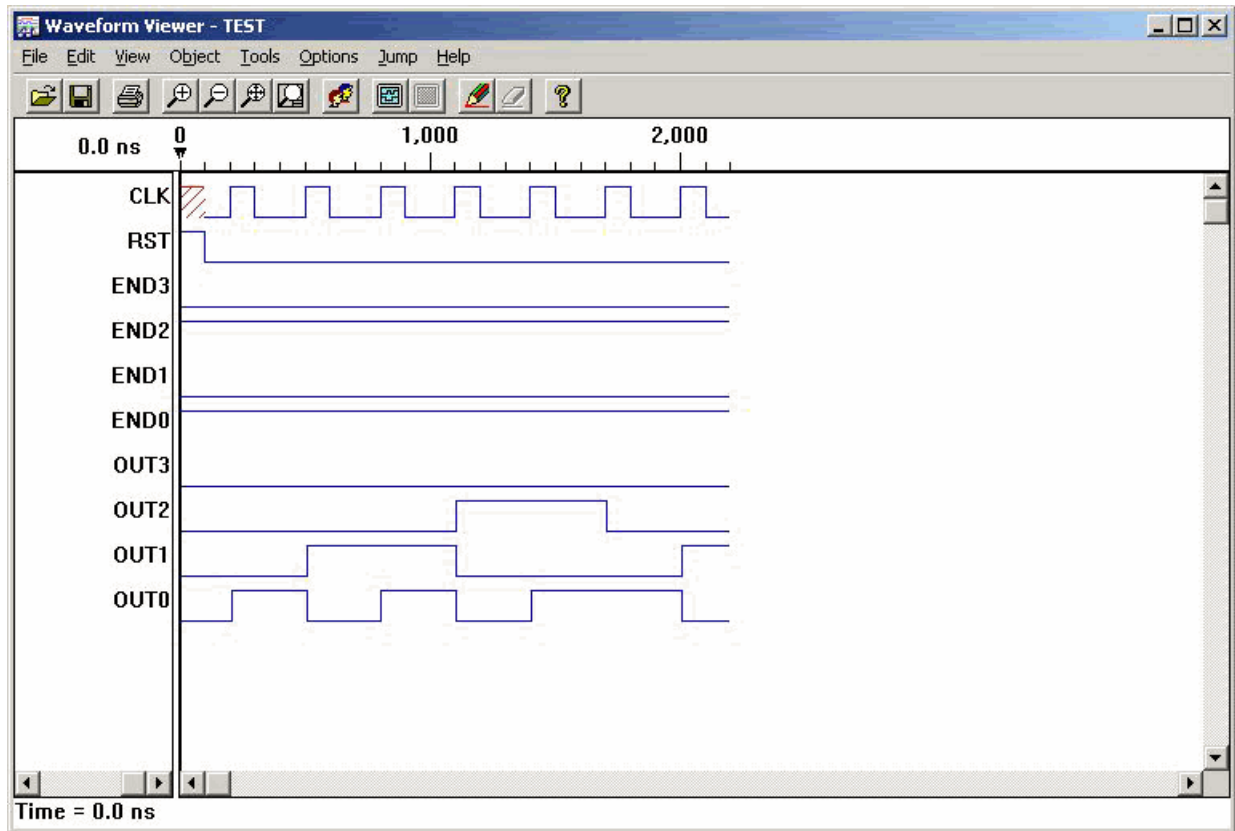 Waveform Viewer - TEST
File Edit View Object Tools Options Jump Help
0.0 ns 0 1,000 2,000
CLK
RST
END3
END2
END1
END0
OUT3
OUT2
OUT1
OUT0
Time = 0.0 ns